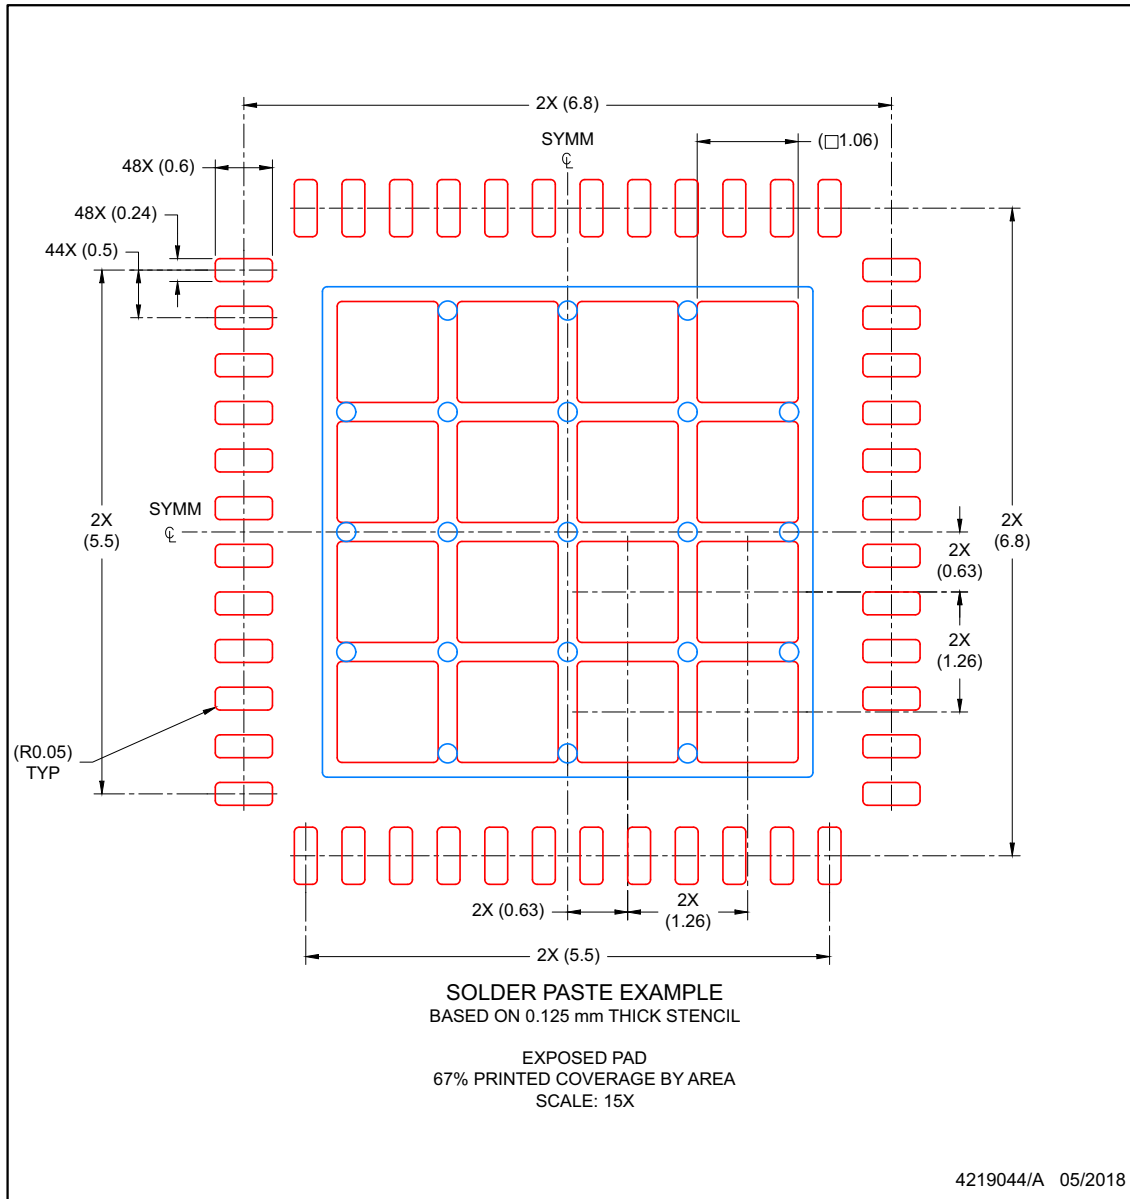 2X (6.8)
SYMM
℄
(□1.06)
48X (0.6)
48X (0.24)
44X (0.5)
SYMM
℄
2X
(5.5)
2X
(6.8)
2X
(0.63)
2X
(1.26)
(R0.05)
TYP
2X (0.63)
2X
(1.26)
2X (5.5)
SOLDER PASTE EXAMPLE
BASED ON 0.125 mm THICK STENCIL
EXPOSED PAD
67% PRINTED COVERAGE BY AREA
SCALE: 15X
4219044/A 05/2018